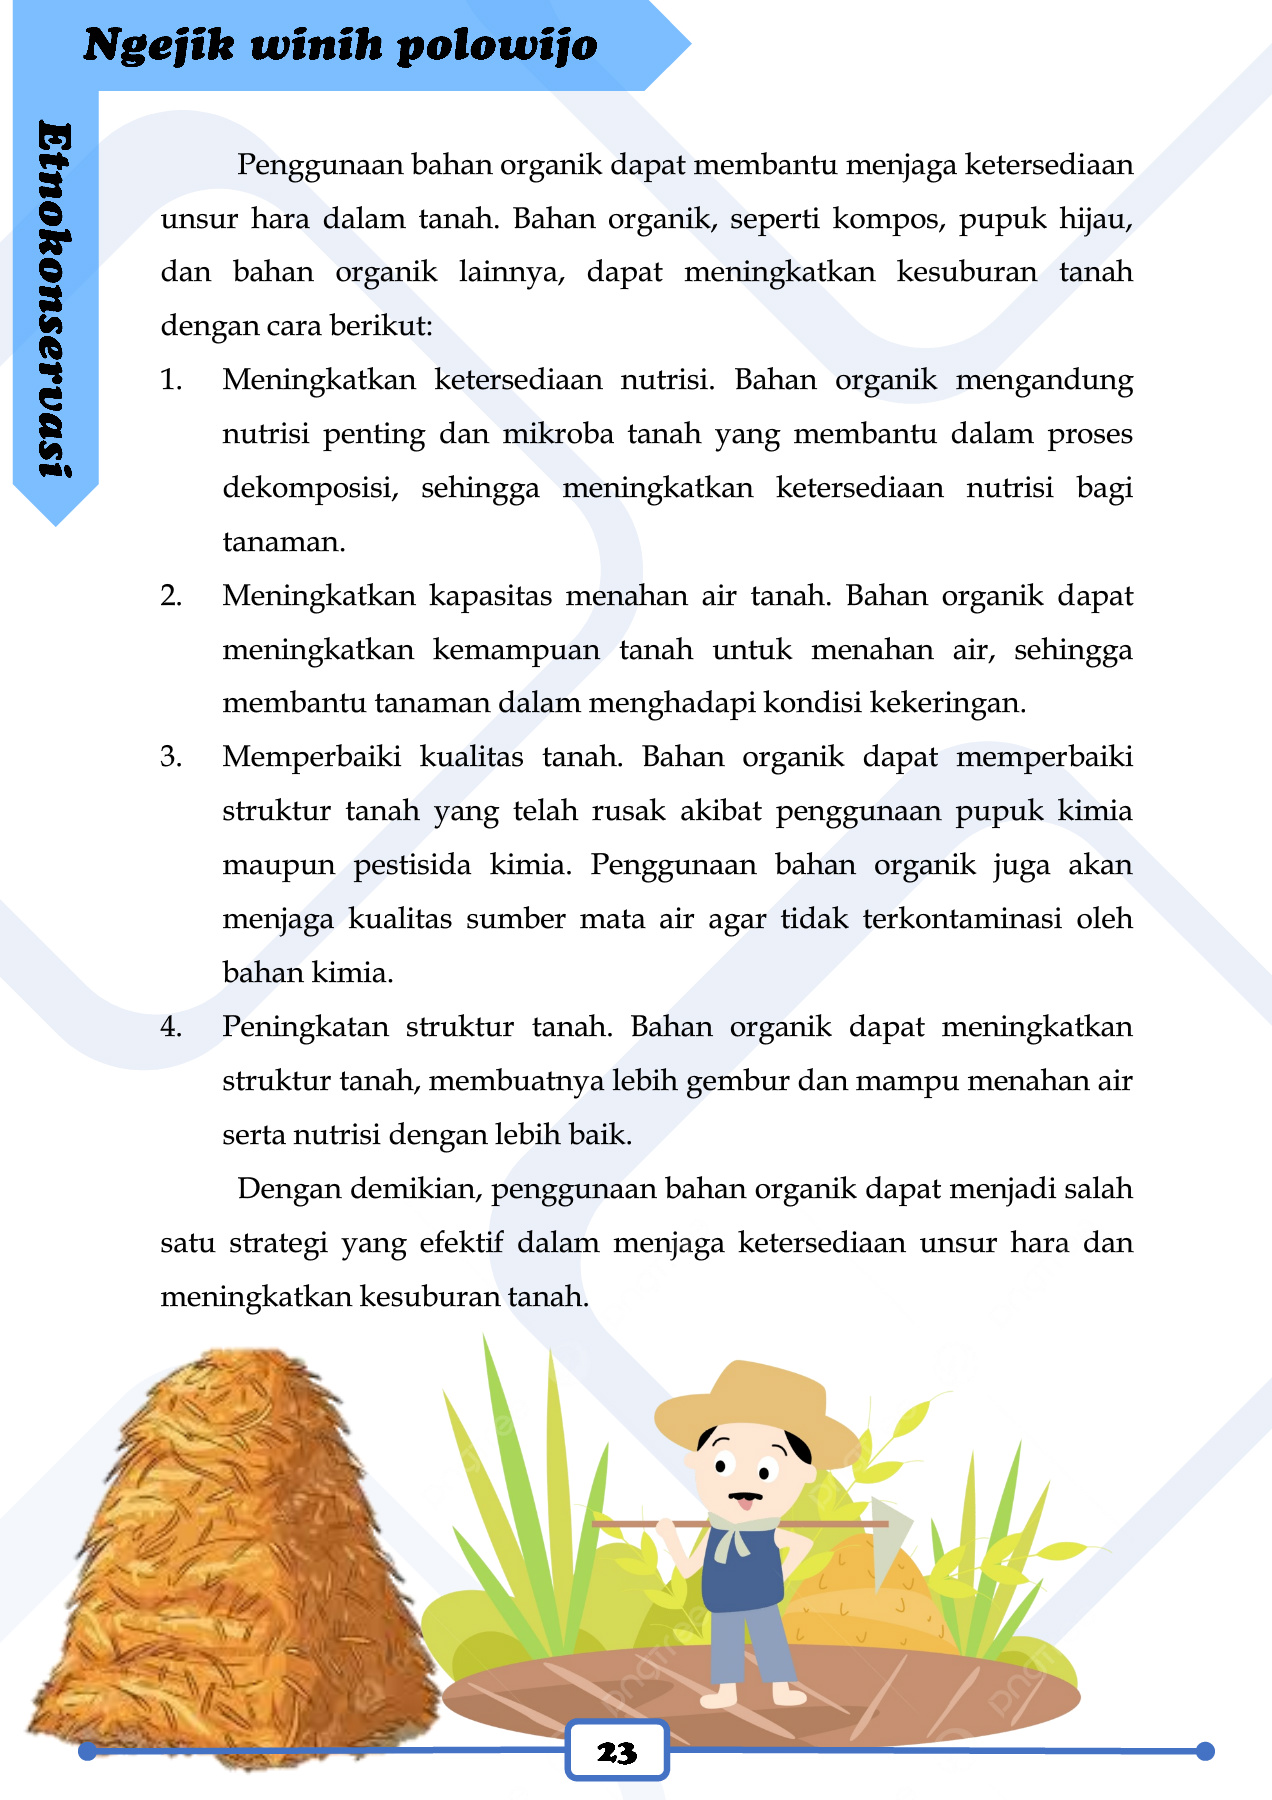 Ngejik winih polowijo
Etnokonservasi
Penggunaan bahan organik dapat membantu menjaga ketersediaan
unsur hara dalam tanah. Bahan organik, seperti kompos, pupuk hijau,
dan bahan organik lainnya, dapat meningkatkan kesuburan tanah
dengan cara berikut:
1. Meningkatkan ketersediaan nutrisi. Bahan organik mengandung
nutrisi penting dan mikroba tanah yang membantu dalam proses
dekomposisi, sehingga meningkatkan ketersediaan nutrisi bagi
tanaman.
2. Meningkatkan kapasitas menahan air tanah. Bahan organik dapat
meningkatkan kemampuan tanah untuk menahan air, sehingga
membantu tanaman dalam menghadapi kondisi kekeringan.
3. Memperbaiki kualitas tanah. Bahan organik dapat memperbaiki
struktur tanah yang telah rusak akibat penggunaan pupuk kimia
maupun pestisida kimia. Penggunaan bahan organik juga akan
menjaga kualitas sumber mata air agar tidak terkontaminasi oleh
bahan kimia.
4. Peningkatan struktur tanah. Bahan organik dapat meningkatkan
struktur tanah, membuatnya lebih gembur dan mampu menahan air
serta nutrisi dengan lebih baik.
Dengan demikian, penggunaan bahan organik dapat menjadi salah
satu strategi yang efektif dalam menjaga ketersediaan unsur hara dan
meningkatkan kesuburan tanah.
23